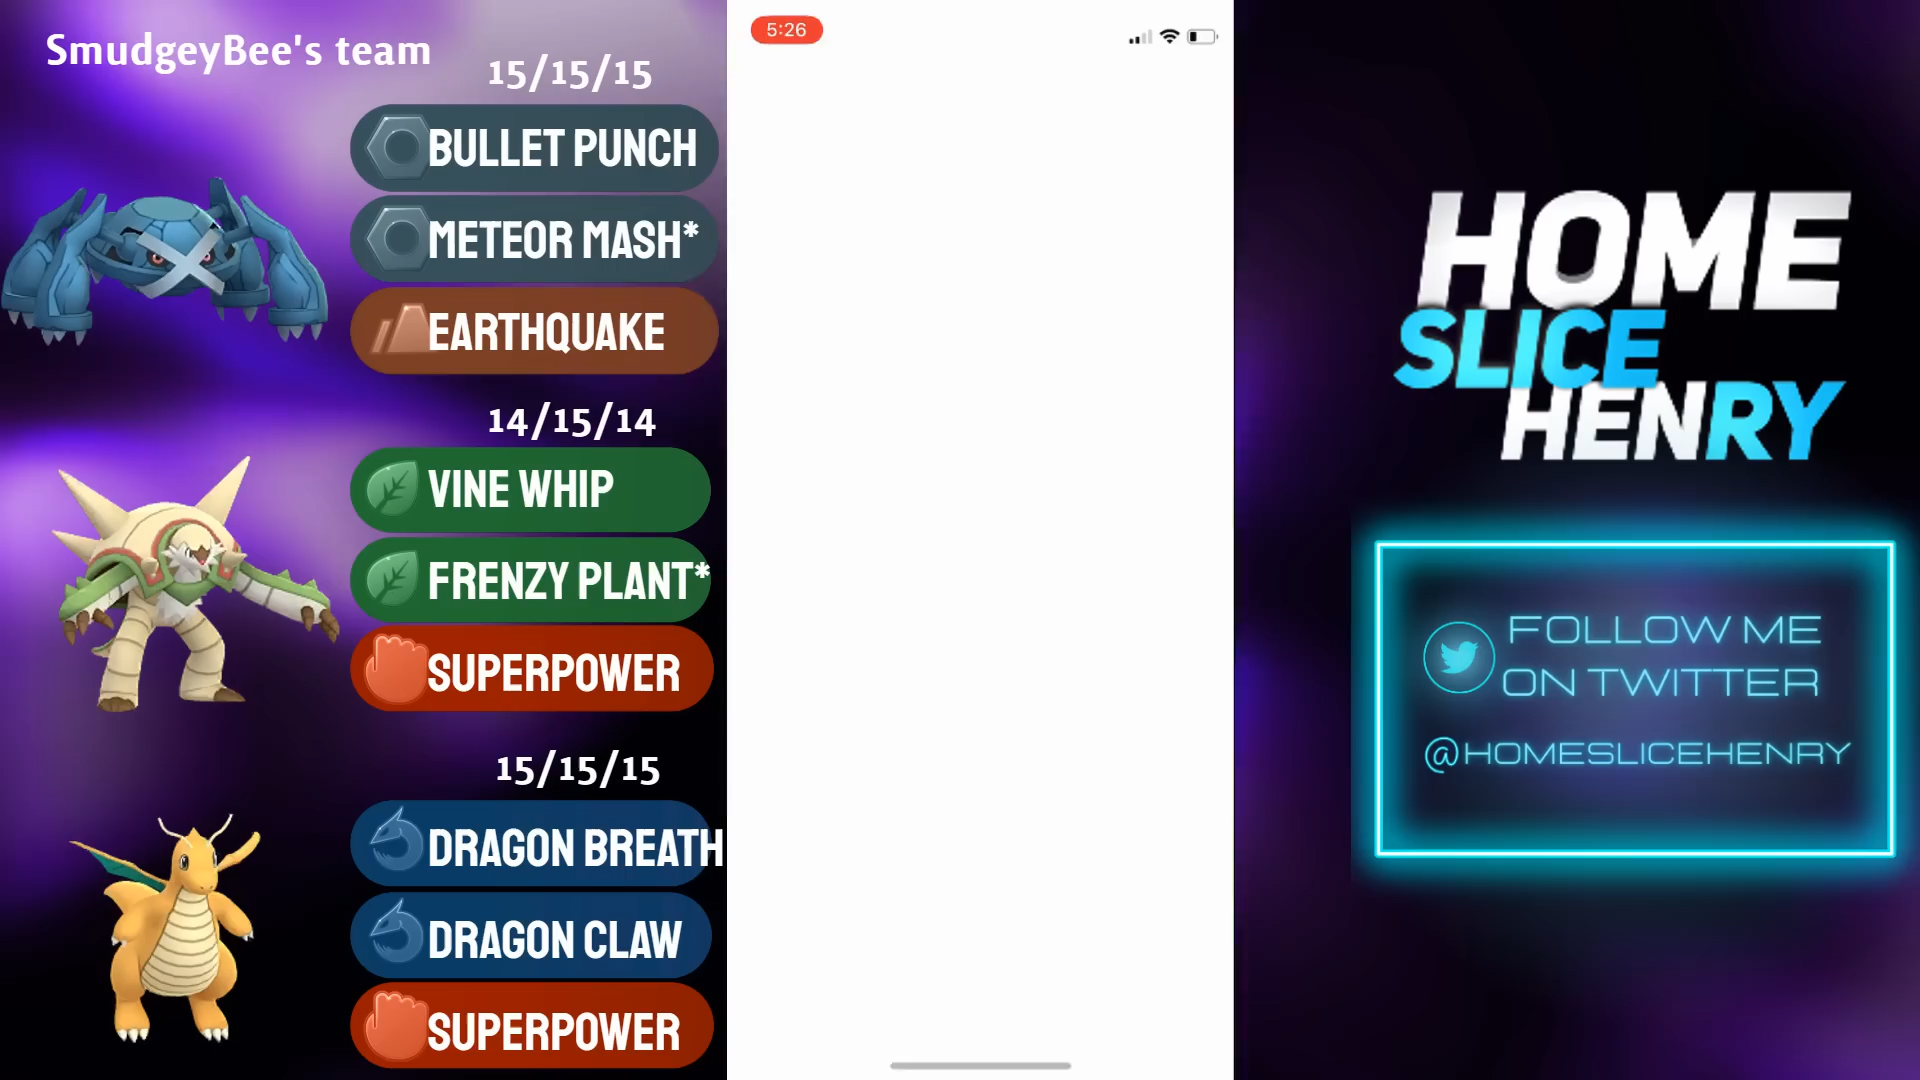 SmudgeyBee's team
15/15/15
BULLET PUNCH
METEOR MASH*
EARTHQUAKE
14/15/14
VINE WHIP
FRENZY PLANT*
SUPERPOWER
15/15/15
DRAGON BREATH
DRAGON CLAW
SUPERPOWER
5:26
HOME
SLICE
HENRY
FOLLOW ME
ON TWITTER
@HOMESLICEHENRY